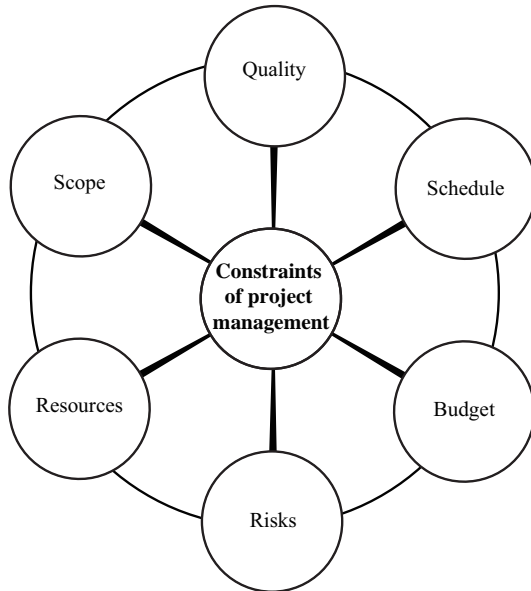 Quality
Scope
Schedule
Constraints
of project
management
Resources
Budget
Risks